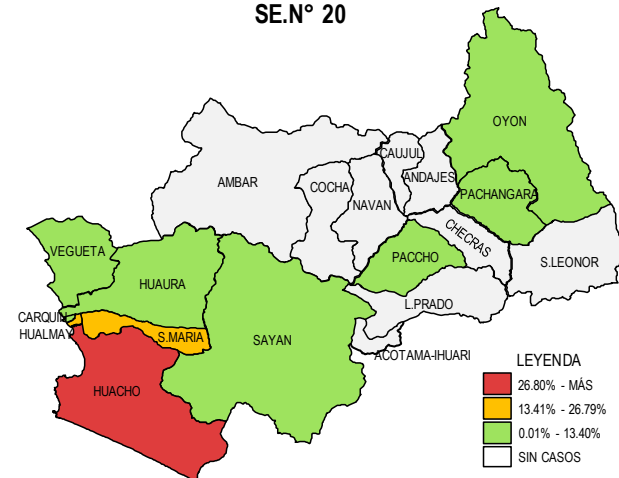 SE.N° 20
OYON
CAUJUL
ANDAJES
AMBAR
COCHA
NAVAN
PACHANGARA
CHECRAS
VEGUETA
PACCHO
S.LEONOR
HUAURA
L.PRADO
CARQUIN
HUALMAY
S.MARIA
SAYAN
ACOTAMA-IHUARI
HUACHO
LEYENDA
26.80% - MÁS
13.41% - 26.79%
0.01% - 13.40%
SIN CASOS